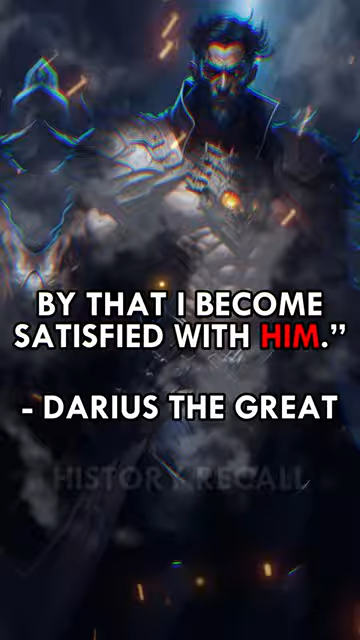 BY THAT I BECOME
SATISFIED WITH HIM.”
- DARIUS THE GREAT
HISTORY RECALL